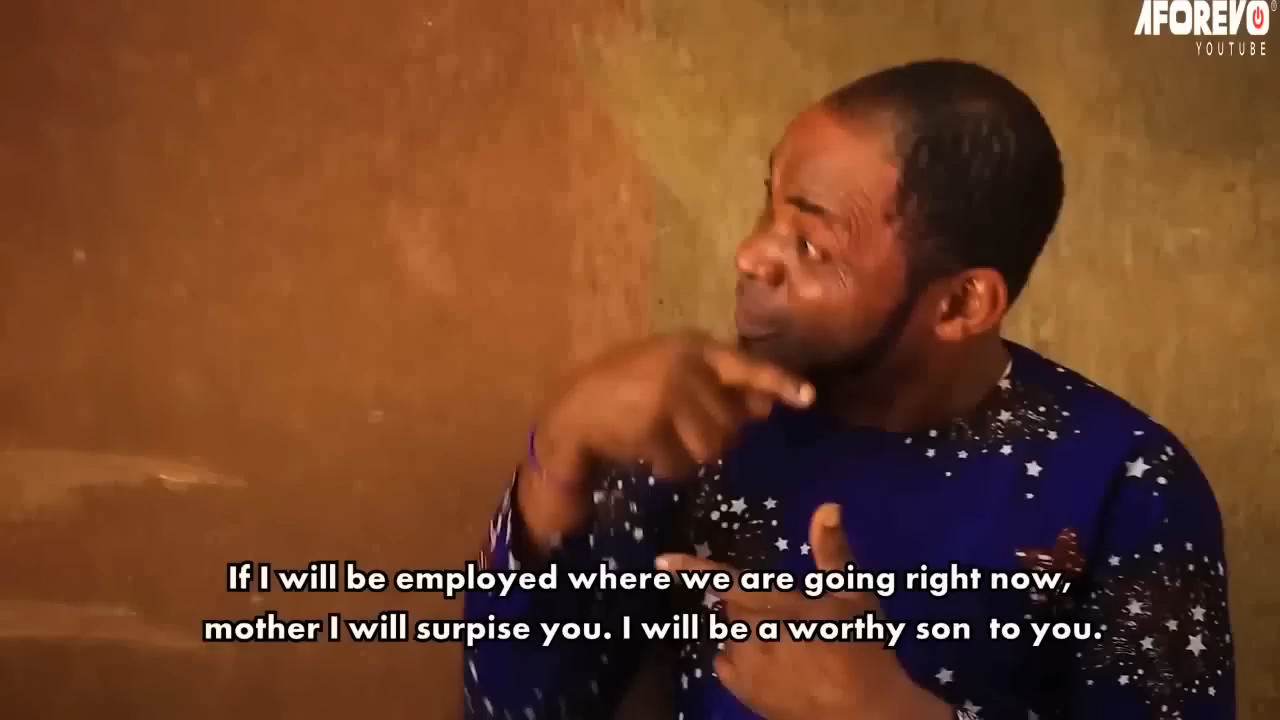 AFOREVO
YOUTUBE
If I will be employed where we are going right now,
mother I will surpise you. I will be a worthy son  to you.